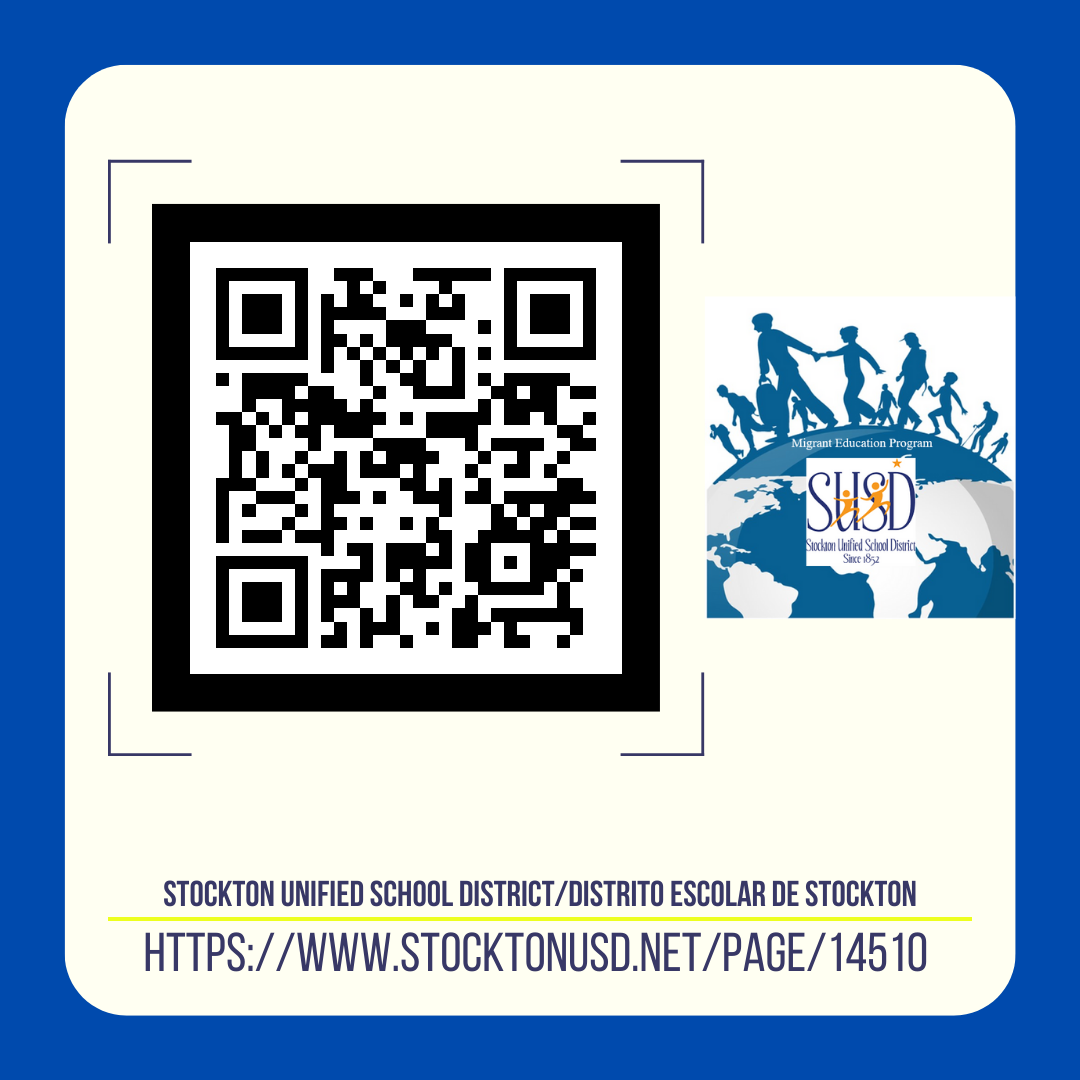 Migrant Education Program
SUSD
Stockton Unified School District
Since 1852
STOCKTON UNIFIED SCHOOL DISTRICT/DISTRITO ESCOLAR DE STOCKTON
HTTPS://WWW.STOCKTONUSD.NET/PAGE/14510